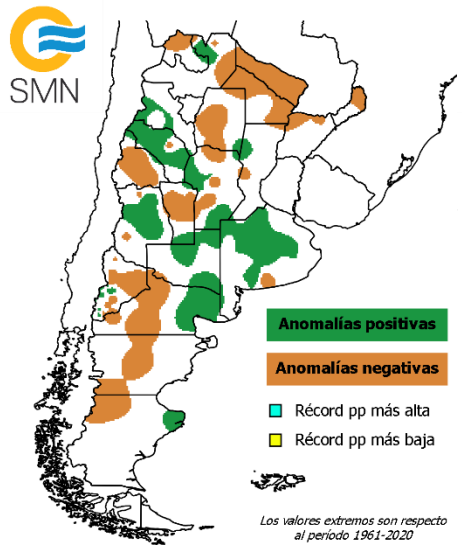 SMN
Anomalías positivas
Anomalías negativas
Récord pp más alta
Récord pp más baja
Los valores extremos son respecto
al período 1961-2020